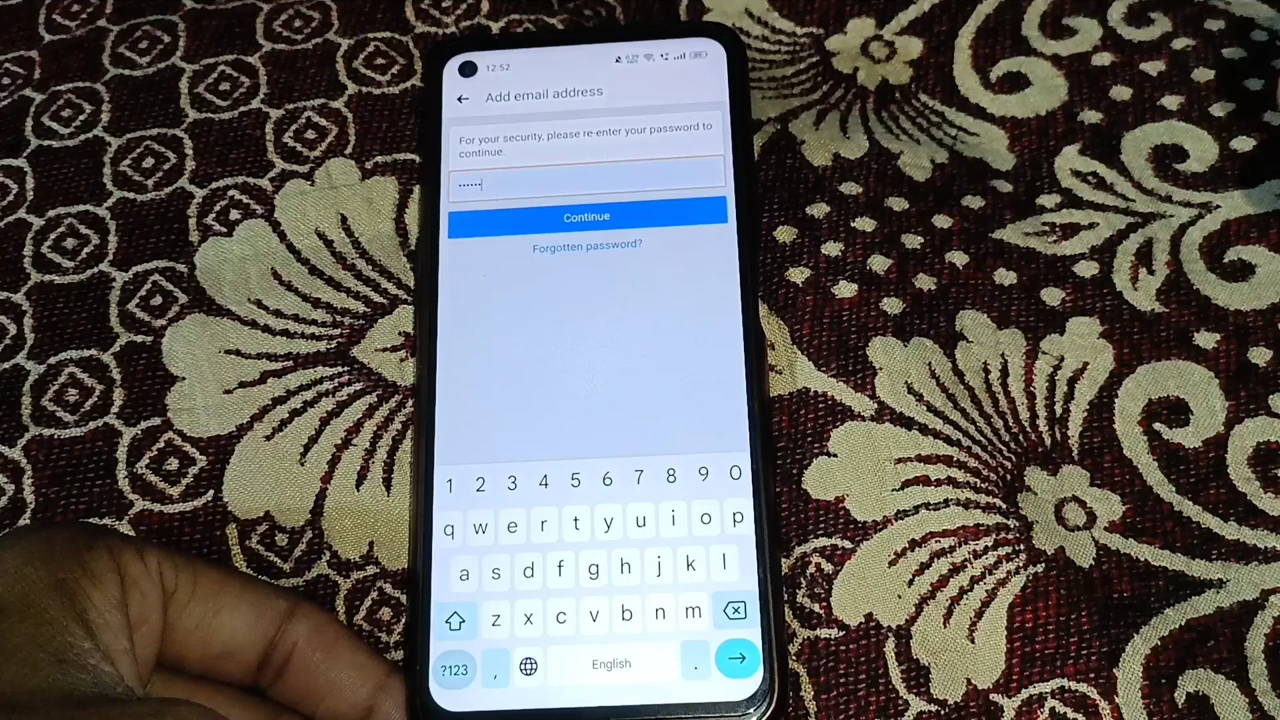 12:52
Add email address
For your security, please re-enter your password to
continue.
••••••
Continue
Forgotten password?
1 2 3 4 5 6 7 8 9 0
q w e r t y u i o p
a s d f g h j k l
z x c v b n m
?123 , English .